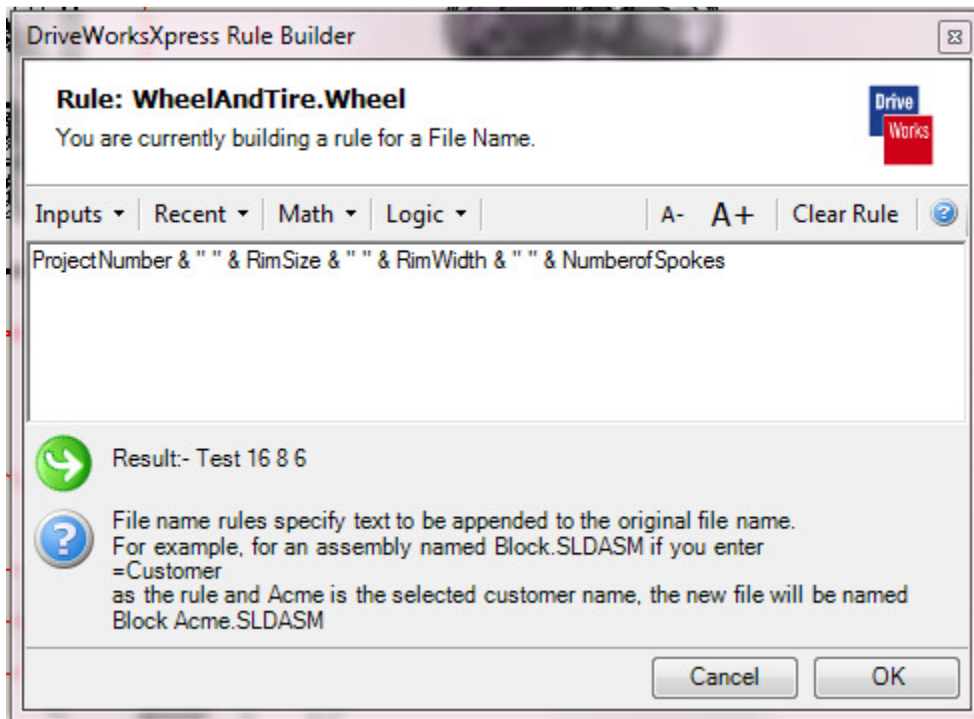 DriveWorksXpress Rule Builder
Rule: WheelAndTire.Wheel
You are currently building a rule for a File Name.
Drive
Works
Inputs Recent Math Logic A- A+ Clear Rule ?
ProjectNumber & " " & RimSize & " " & RimWidth & " " & NumberofSpokes
Result:- Test 16 8 6
?
File name rules specify text to be appended to the original file name.
For example, for an assembly named Block.SLDASM if you enter
=Customer
as the rule and Acme is the selected customer name, the new file will be named
Block Acme.SLDASM
Cancel OK